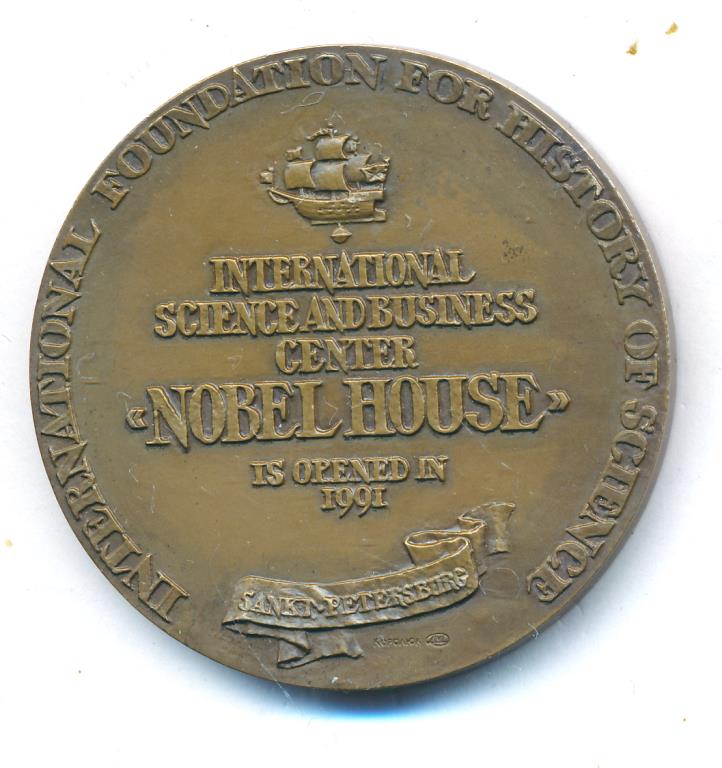 INTERNATIONAL FOUNDATION FOR HISTORY OF SCIENCE
INTERNATIONAL
SCIENCE AND BUSINESS
CENTER
«NOBEL HOUSE»
IS OPENED IN
1991
SANKT-PETERSBURG